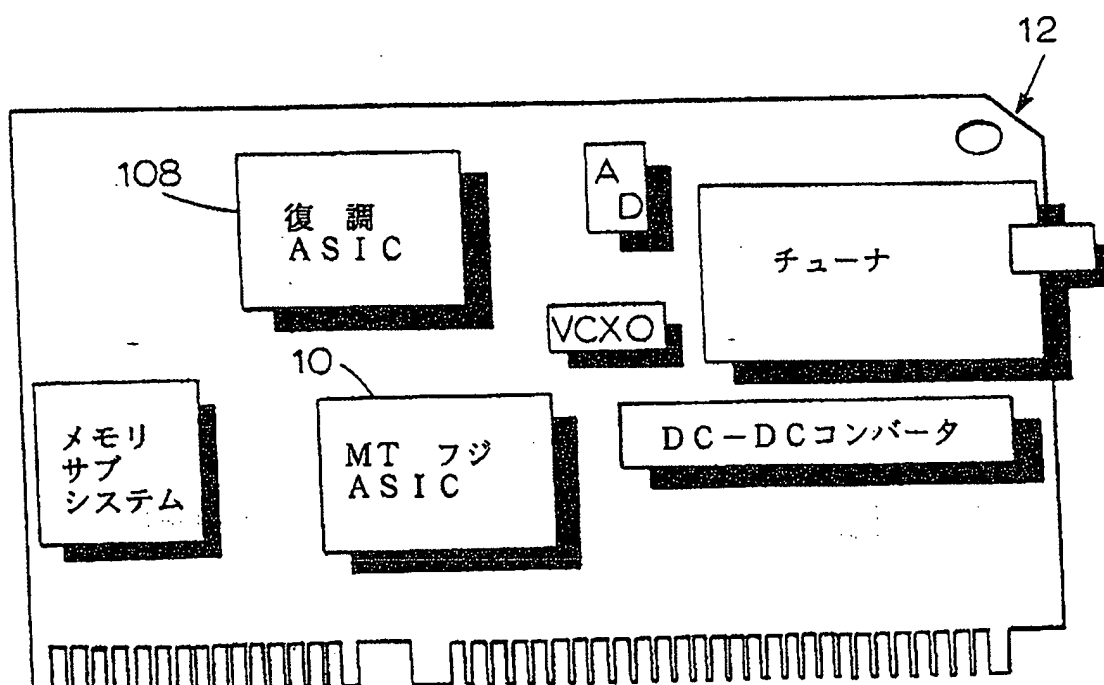 12
108
復 調
ASIC
A
D
チューナ
VCXO
10
メモリ
サブ
システム
MT フジ
ASIC
DC-DCコンバータ